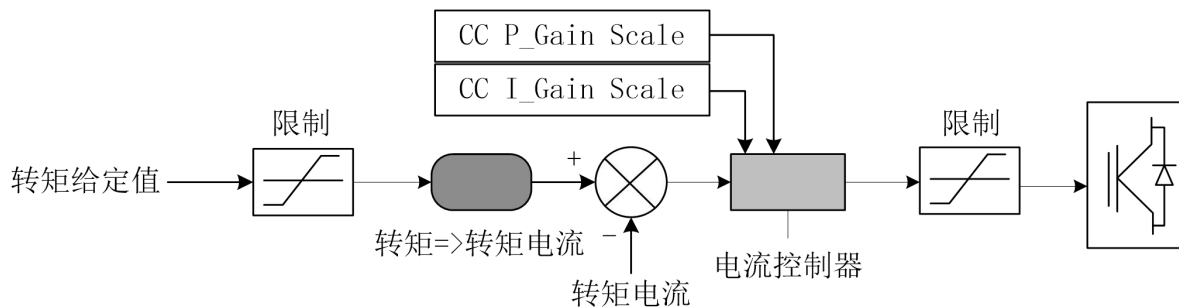 CC P_Gain Scale
CC I_Gain Scale
限制
限制
转矩给定值
+
转矩=>转矩电流
−
电流控制器
转矩电流